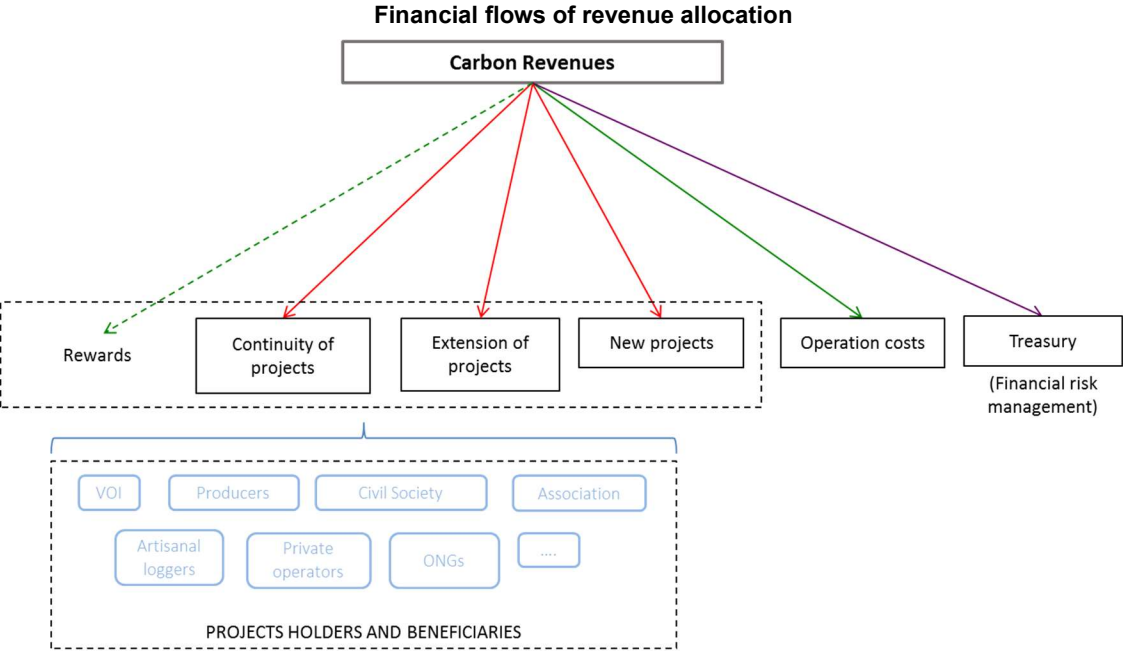 Financial flows of revenue allocation
Carbon Revenues
Rewards
Continuity of
projects
Extension of
projects
New projects
Operation costs
Treasury
(Financial risk
management)
VOI
Producers
Civil Society
Association
Artisanal
loggers
Private
operators
ONGs
....
PROJECTS HOLDERS AND BENEFICIARIES